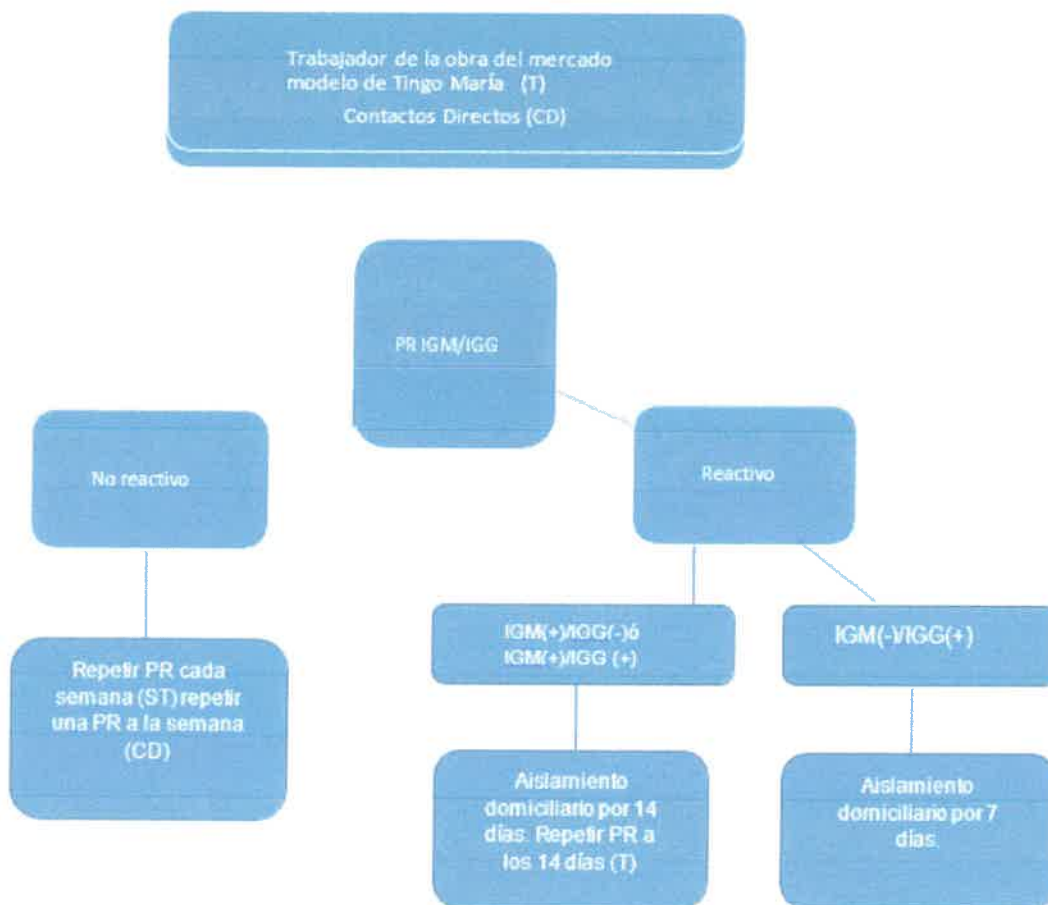 Trabajador de la obra del mercado
modelo de Tingo María (T)
Contactos Directos (CD)
PR IGM/IGG
No reactivo
Reactivo
IGM(+)/IGG(-)ó
IGM(+)/IGG (+)
IGM(-)/IGG(+)
Repetir PR cada
semana (ST) repetir
una PR a la semana
(CD)
Aislamiento
domiciliario por 14
días. Repetir PR a
los 14 días (T)
Aislamiento
domiciliario por 7
días.